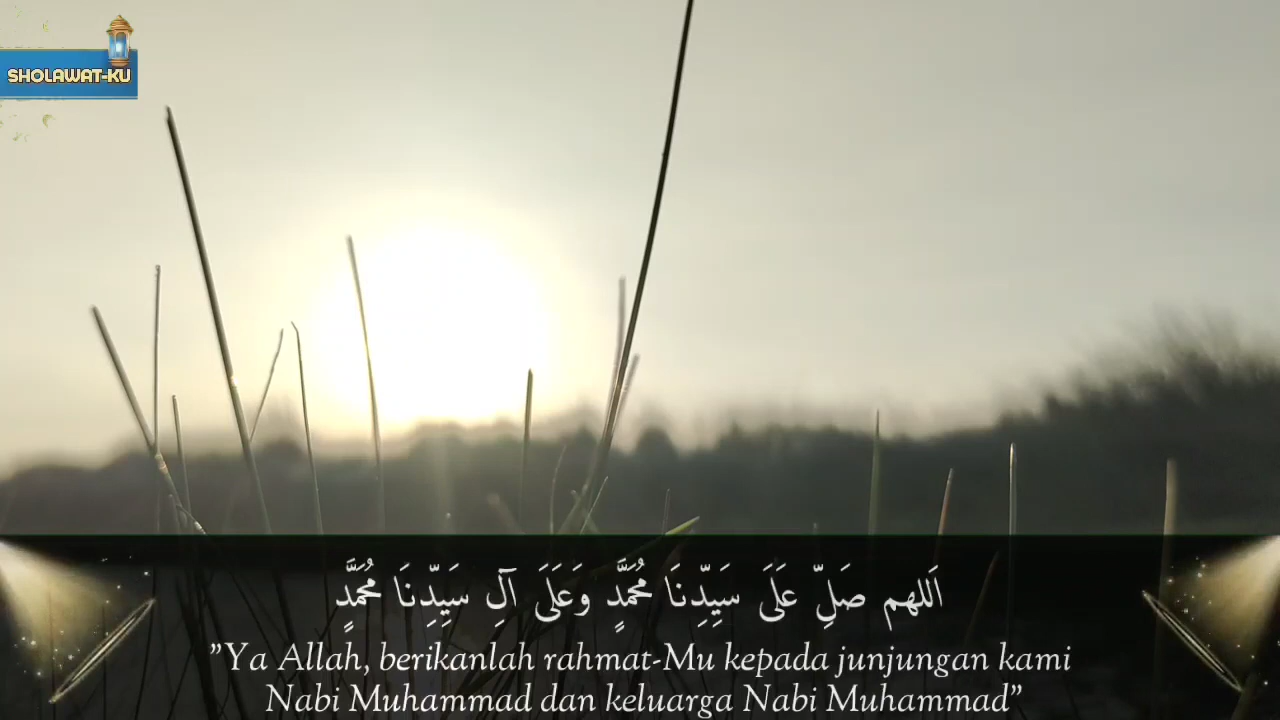 SHOLAWAT-KU
اَللهم صَلِّ عَلَى سَيِّدِنَا مُحَمَّدٍ وَعَلَى آلِ سَيِّدِنَا مُحَمَّدٍ
"Ya Allah, berikanlah rahmat-Mu kepada junjungan kami
Nabi Muhammad dan keluarga Nabi Muhammad"